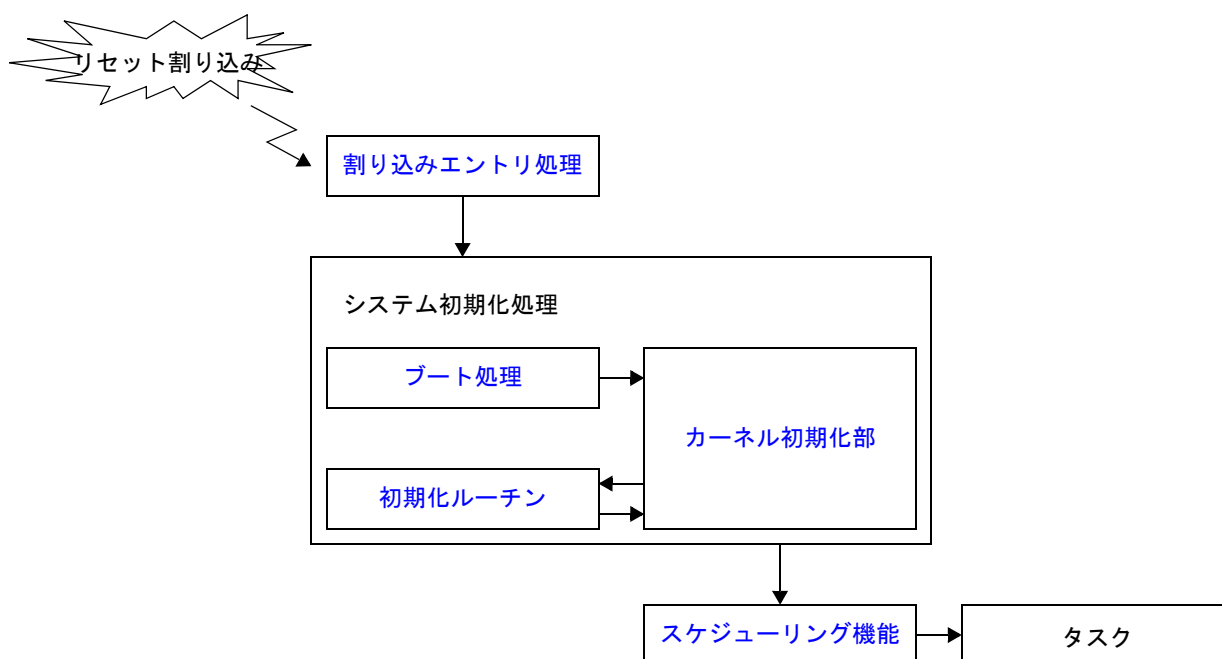 リセット割り込み
割り込みエントリ処理
システム初期化処理
ブート処理
カーネル初期化部
初期化ルーチン
スケジューリング機能
タスク